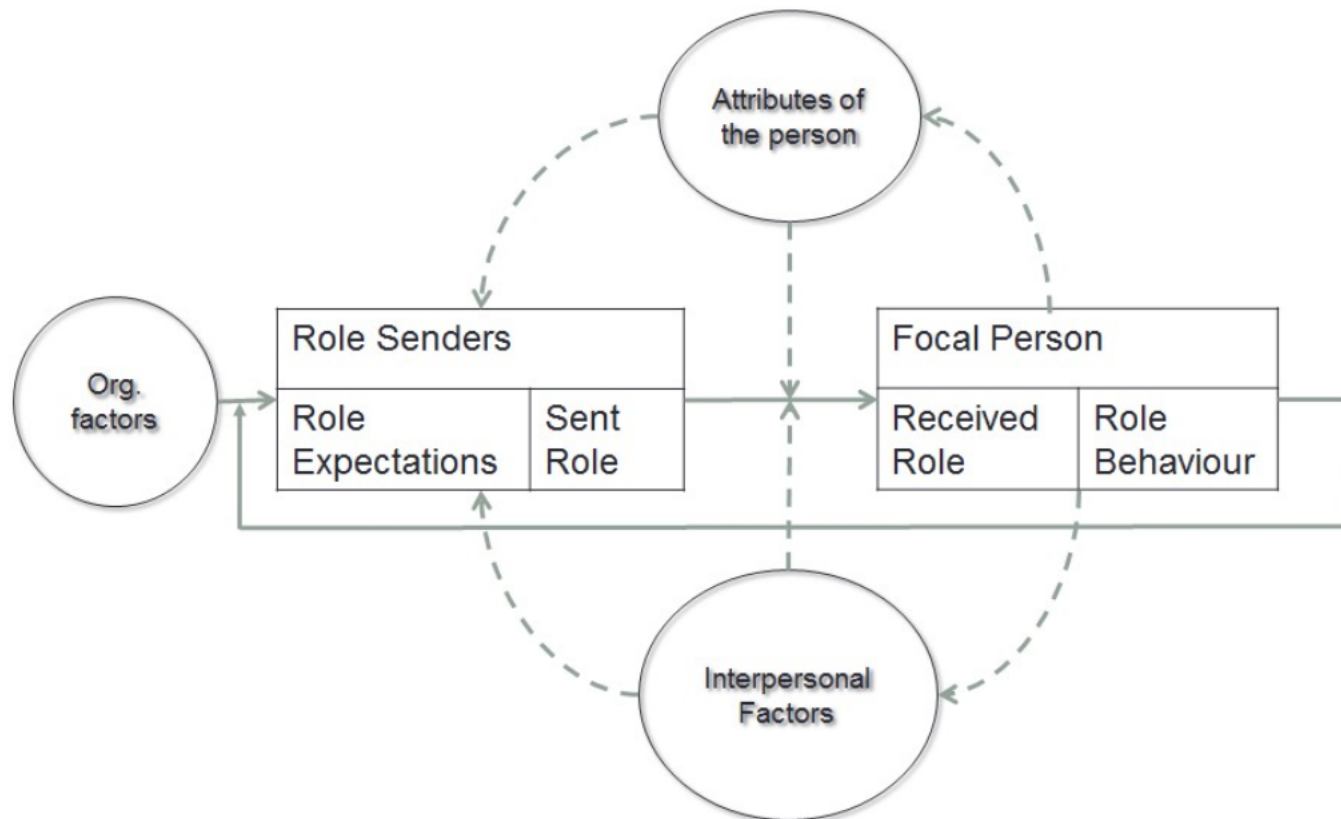 Attributes of
the person
Org.
factors
Role Senders
Role
Expectations
Sent
Role
Focal Person
Received
Role
Role
Behaviour
Interpersonal
Factors